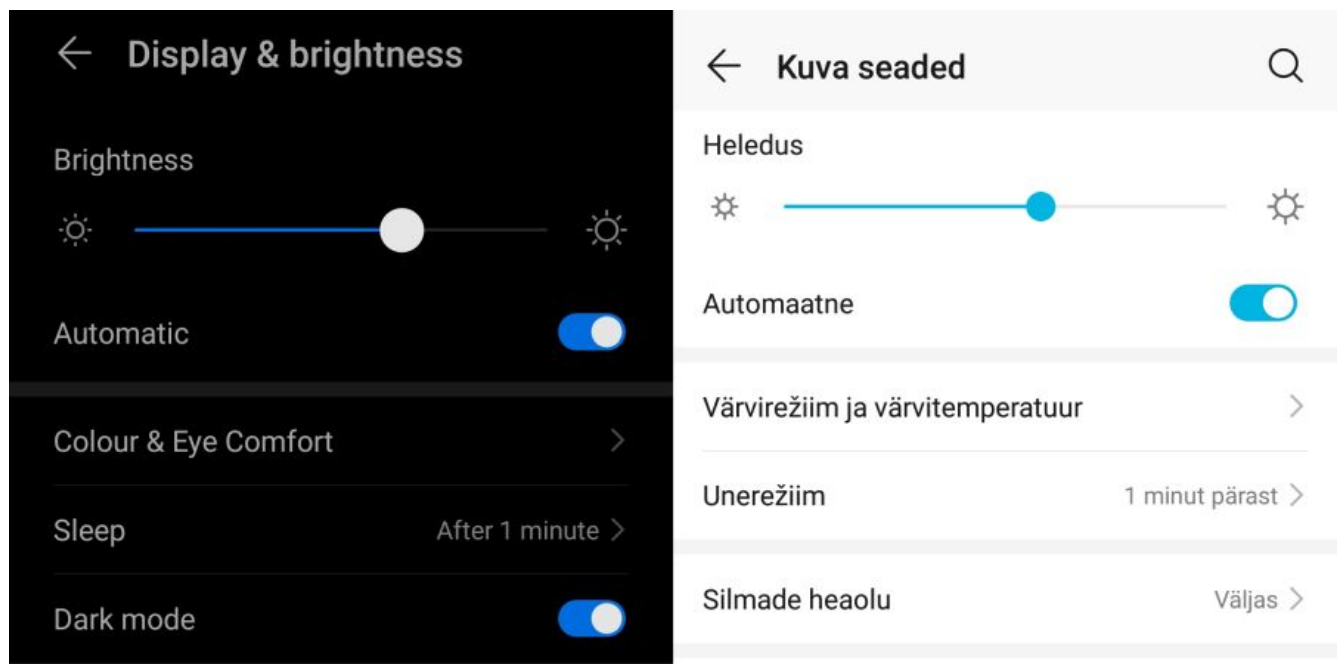 Display & brightness
Brightness
Automatic
Colour & Eye Comfort
Sleep
After 1 minute
Dark mode
Kuva seaded
Heledus
Automaatne
Värvirežiim ja värvitemperatuur
Unerežiim
1 minut pärast
Silmade heaolu
Väljas